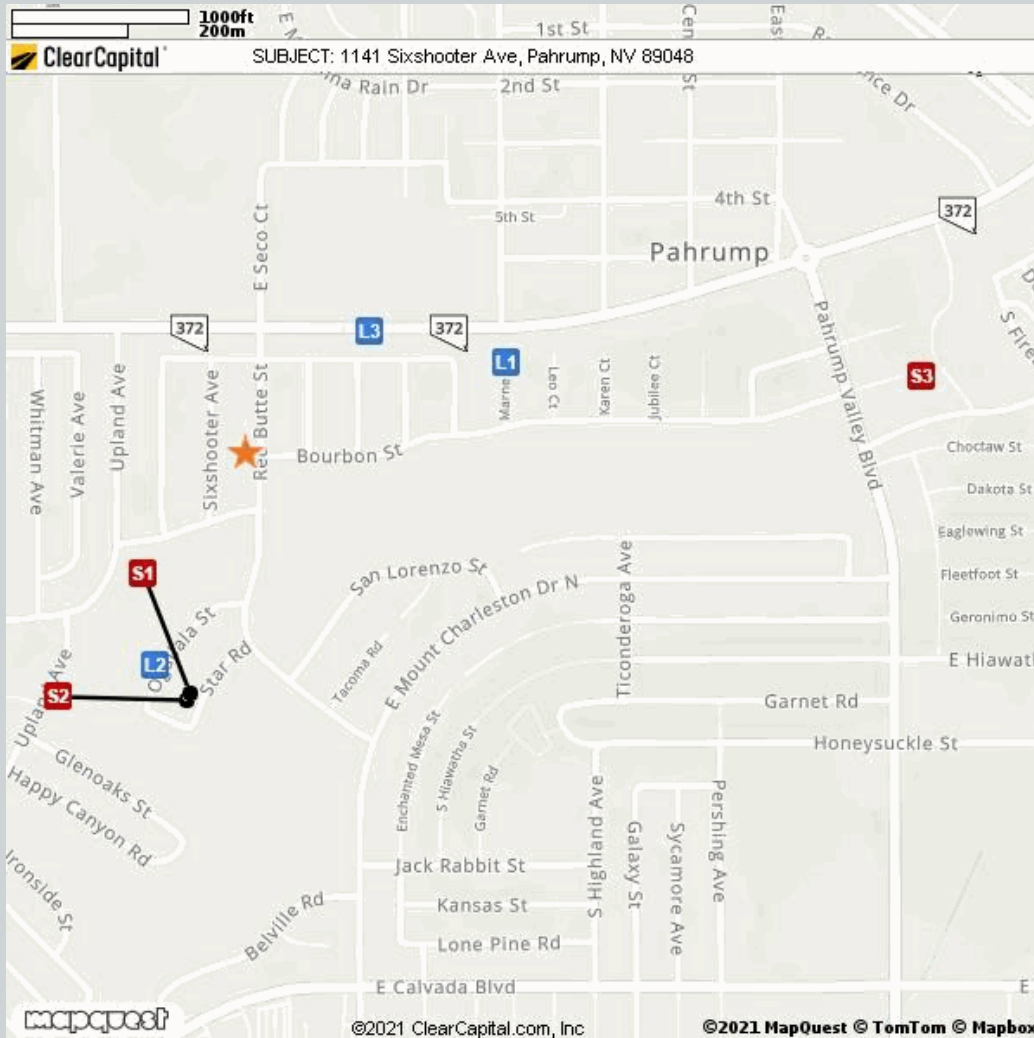 1000ft
200m
ClearCapital
SUBJECT: 1141 Sixshooter Ave, Pahrump, NV 89048
1st St
2nd St
4th St
5th St
E Seco Ct
Pahrump
372
372
372
L3
L1
S3
Whitman Ave
Valerie Ave
Upland Ave
Sixshooter Ave
Butte St
Marne
Leo Ct
Karen Ct
Jubilee Ct
Pahrump Valley Blvd
Bourbon St
Choctaw St
Dakota St
Eaglewing St
Fleetfoot St
Geronimo St
S1
San Lorenzo St
E Mount Charleston Dr N
Ticonderoga Ave
L2
Star Rd
Tacoma Rd
S2
Garnet Rd
Honeysuckle St
Glenoaks St
Happy Canyon Rd
Ironside St
Enchanted Mesa St
S Hiawatha St
Garnet Rd
S Highland Ave
Galaxy St
Sycamore Ave
Pershing Ave
Jack Rabbit St
Kansas St
Lone Pine Rd
Belville Rd
E Calvada Blvd
mapquest
©2021 ClearCapital.com, Inc
©2021 MapQuest © TomTom © Mapbox